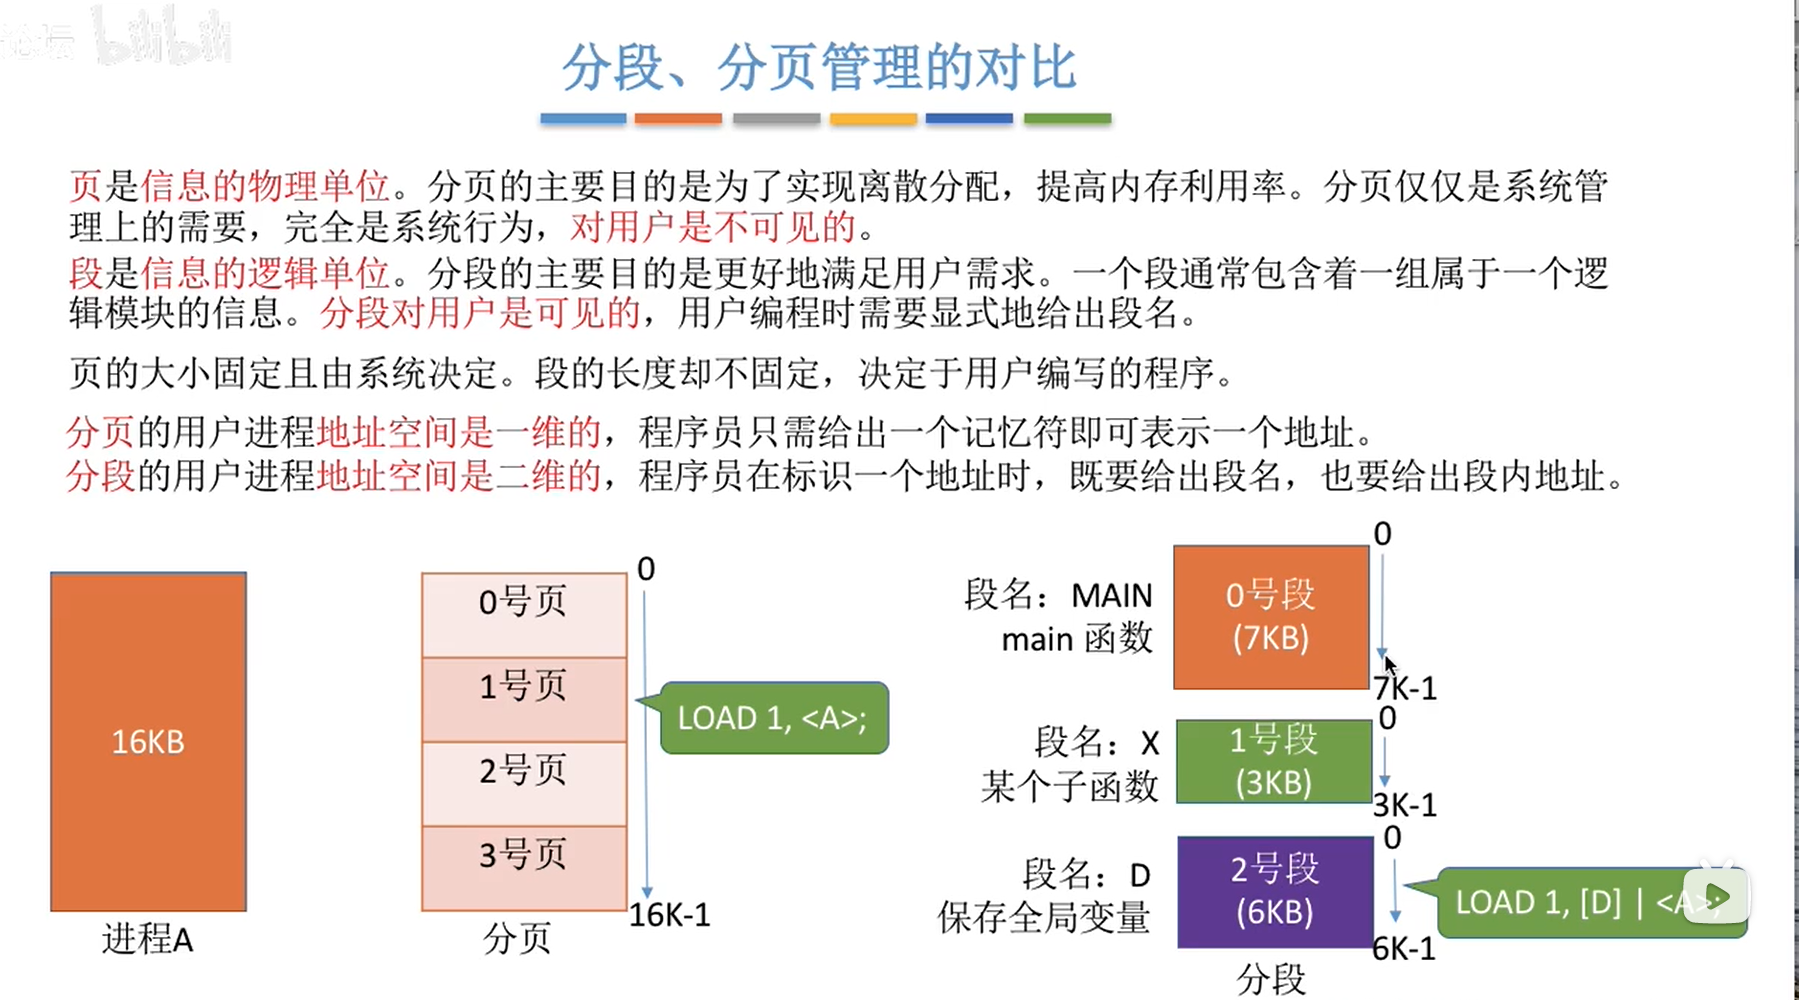 论坛 bilibili
分段、分页管理的对比
页是信息的物理单位。分页的主要目的是为了实现离散分配，提高内存利用率。分页仅仅是系统管
理上的需要，完全是系统行为，对用户是不可见的。
段是信息的逻辑单位。分段的主要目的是更好地满足用户需求。一个段通常包含着一组属于一个逻
辑模块的信息。分段对用户是可见的，用户编程时需要显式地给出段名。
页的大小固定且由系统决定。段的长度却不固定，决定于用户编写的程序。
分页的用户进程地址空间是一维的，程序员只需给出一个记忆符即可表示一个地址。
分段的用户进程地址空间是二维的，程序员在标识一个地址时，既要给出段名，也要给出段内地址。
16KB
进程A
0号页
1号页
2号页
3号页
分页
0
16K-1
LOAD 1, <A>;
段名：MAIN
main 函数
0号段
(7KB)
0
7K-1
段名：X
某个子函数
1号段
(3KB)
0
3K-1
段名：D
保存全局变量
2号段
(6KB)
0
6K-1
LOAD 1, [D] | <A>;
分段